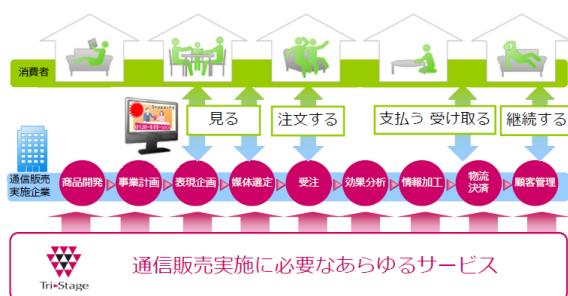 消費者
見る
注文する
支払う 受け取る
継続する
通信販売
実施企業
商品開発
事業計画
表現企画
媒体選定
受注
効果分析
情報加工
物流
決済
顧客管理
Tri-Stage
通信販売実施に必要なあらゆるサービス